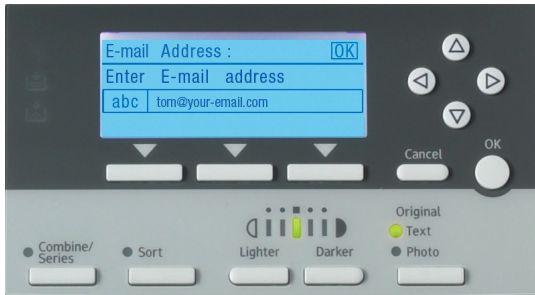 E-mail Address : OK
Enter E-mail address
abc tom@your-email.com
Cancel OK
Original
Text
Combine/ Sort Lighter Darker Photo
Series